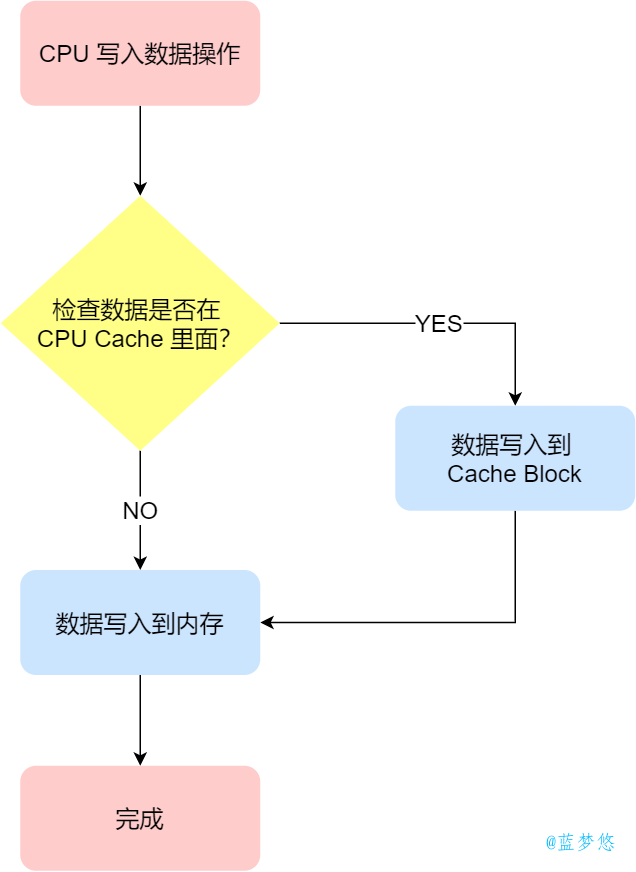 CPU 写入数据操作
检查数据是否在
CPU Cache 里面?
YES
数据写入到
Cache Block
NO
数据写入到内存
完成
@蓝梦悠